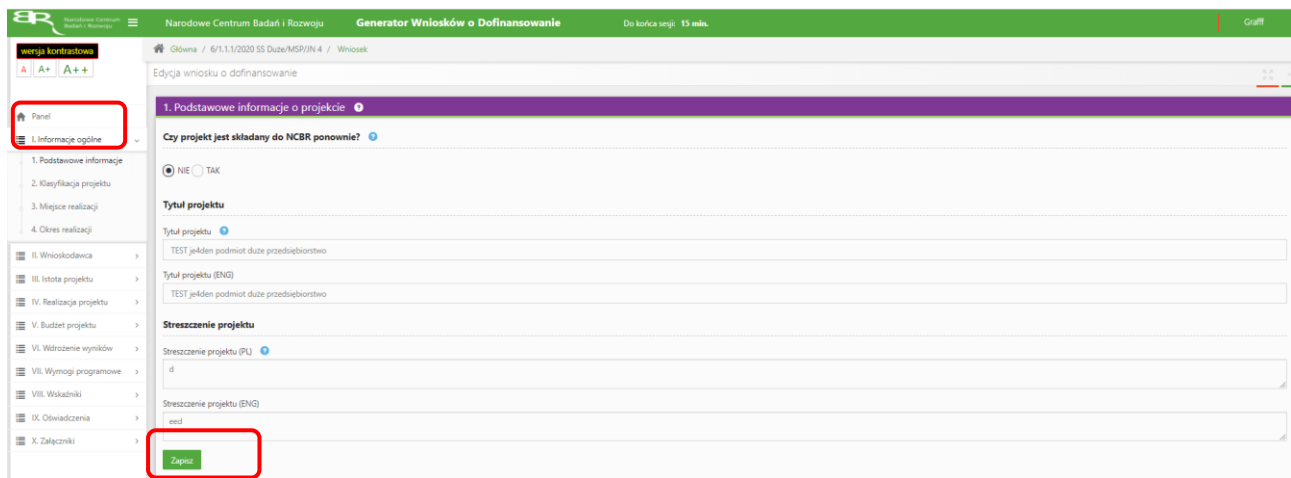 Narodowe Centrum
Badań i Rozwoju
Narodowe Centrum Badań i Rozwoju
Generator Wniosków o Dofinansowanie
Do końca sesji: 15 min.
Grafff
wersja kontrastowa
A A+ A++
Główna / 6/1.1.1/2020 SS Duze/MSP/JN 4 / Wniosek
Edycja wniosku o dofinansowanie
Panel
I. Informacje ogólne
1. Podstawowe informacje
2. Klasyfikacja projektu
3. Miejsce realizacji
4. Okres realizacji
II. Wnioskodawca
III. Istota projektu
IV. Realizacja projektu
V. Budżet projektu
VI. Wdrożenie wyników
VII. Wymogi programowe
VIII. Wskaźniki
IX. Oświadczenia
X. Załączniki
1. Podstawowe informacje o projekcie ?
Czy projekt jest składany do NCBR ponownie? ?
NIE TAK
Tytuł projektu
Tytuł projektu ?
TEST je4den podmiot duże przedsiębiorstwo
Tytuł projektu (ENG)
TEST je4den podmiot duże przedsiębiorstwo
Streszczenie projektu
Streszczenie projektu (PL) ?
d
Streszczenie projektu (ENG)
eed
Zapisz